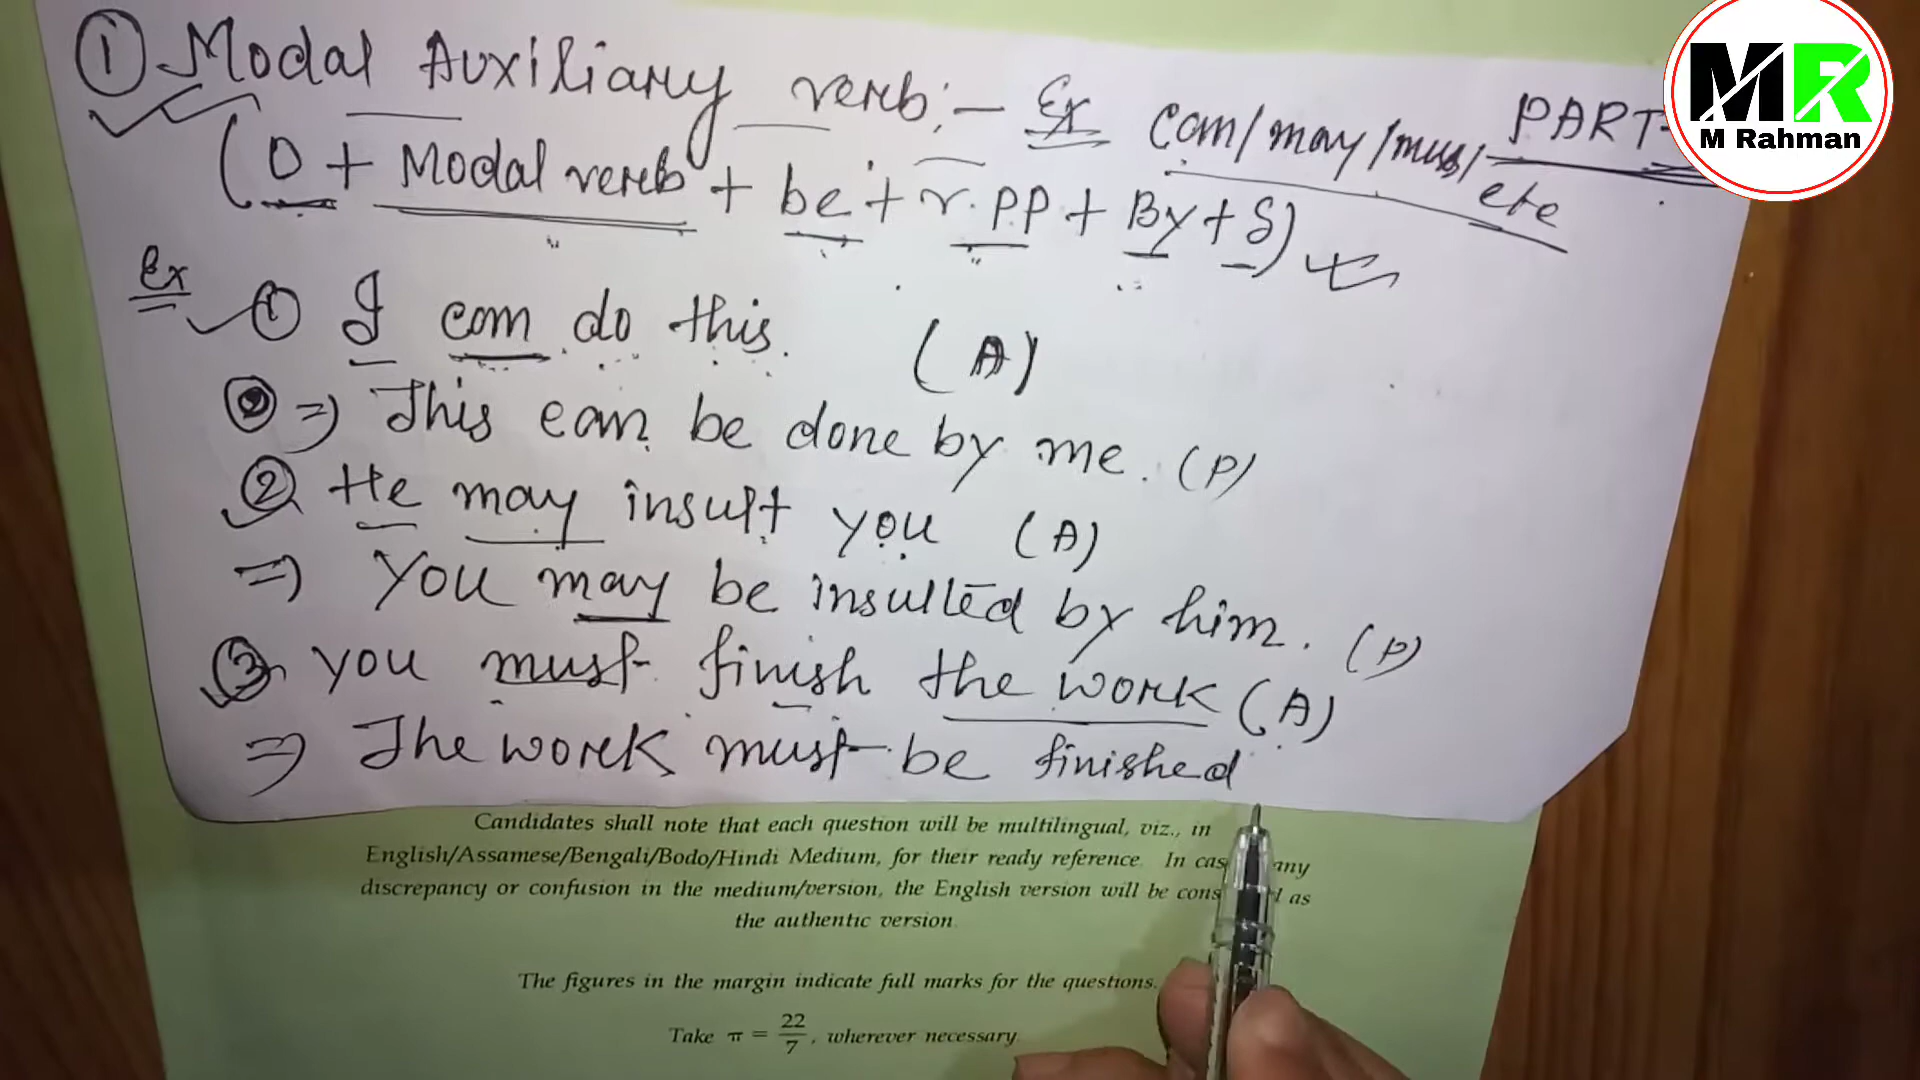 ① Modal Auxiliary verb:- Ex can/may/must/etc PART-
(O + Modal verb + be + v.pp + By + S)
Ex ① I can do this. (A)
② => This can be done by me. (P)
② He may insult you (A)
=> You may be insulted by him. (P)
③ You must finish the work (A)
=> The work must be finished
Candidates shall note that each question will be multilingual, viz., in
English/Assamese/Bengali/Bodo/Hindi Medium, for their ready reference. In any
discrepancy or confusion in the medium/version, the English version will be as
the authentic version.
The figures in the margin indicate full marks for the questions.
Take π = 22/7, wherever necessary
MR
M Rahman